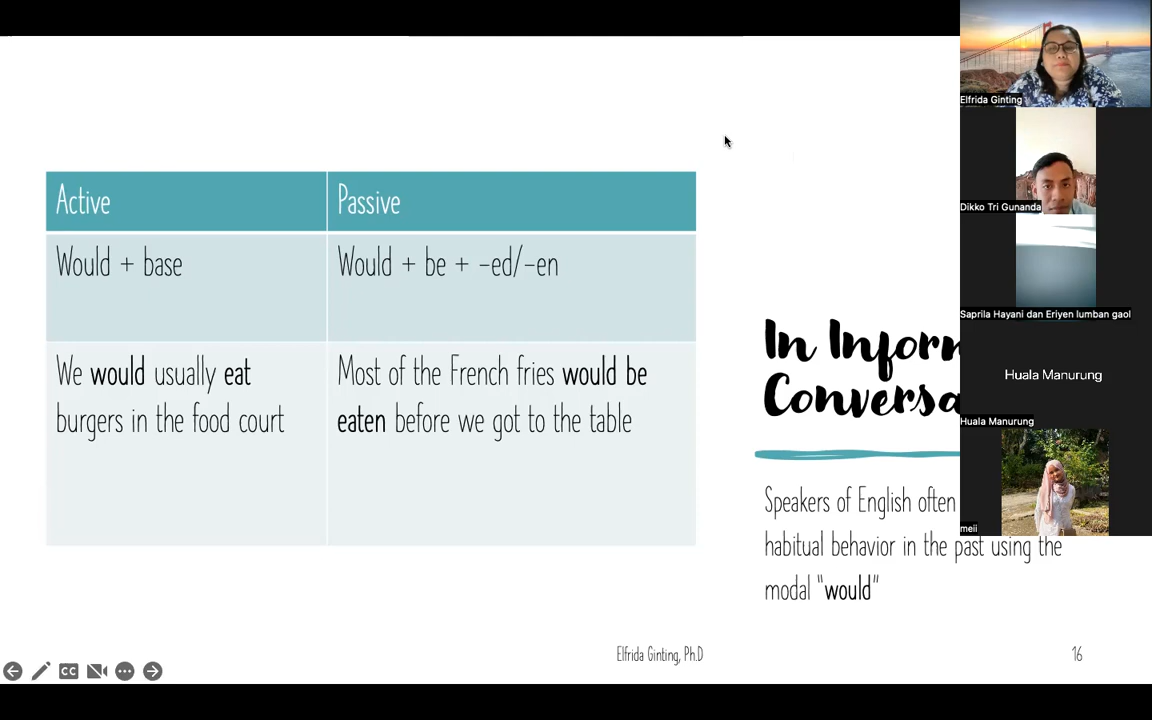 Active
Passive
Would + base
Would + be + -ed/-en
We would usually eat
burgers in the food court
Most of the French fries would be
eaten before we got to the table
In Inform
Conversa
Speakers of English often
habitual behavior in the past using the
modal "would"
Elfrida Ginting, Ph.D
16
CC
Elfrida Ginting
Dikko Tri Gunanda
Saprila Hayani dan Eriyen lumban gaol
Huala Manurung
Huala Manurung
meii